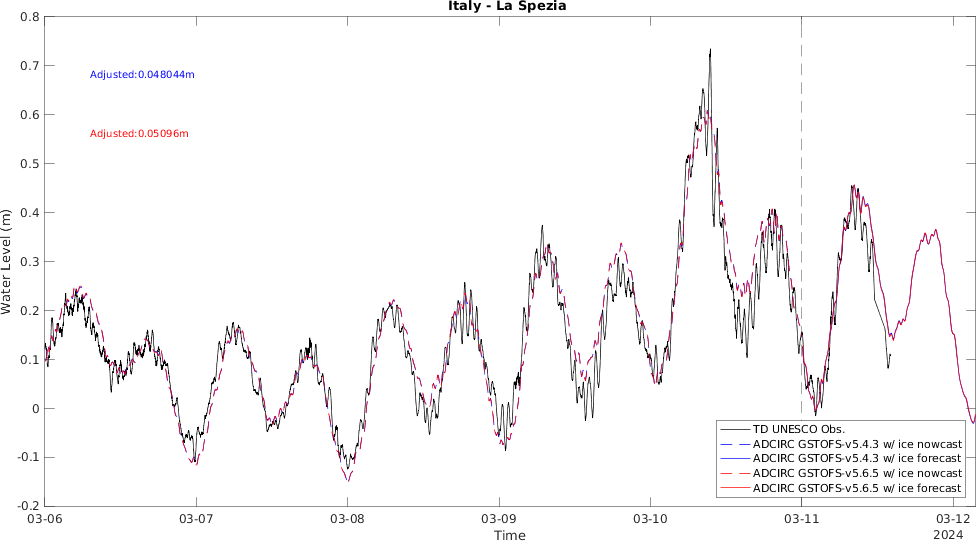 Italy - La Spezia
0.8
0.7
0.6
0.5
0.4
0.3
0.2
0.1
0
-0.1
-0.2
Water Level (m)
Adjusted:0.048044m
Adjusted:0.05096m
TD UNESCO Obs.
ADCIRC GSTOFS-v5.4.3 w/ ice nowcast
ADCIRC GSTOFS-v5.4.3 w/ ice forecast
ADCIRC GSTOFS-v5.6.5 w/ ice nowcast
ADCIRC GSTOFS-v5.6.5 w/ ice forecast
03-06 03-07 03-08 03-09 03-10 03-11 03-12
Time 2024